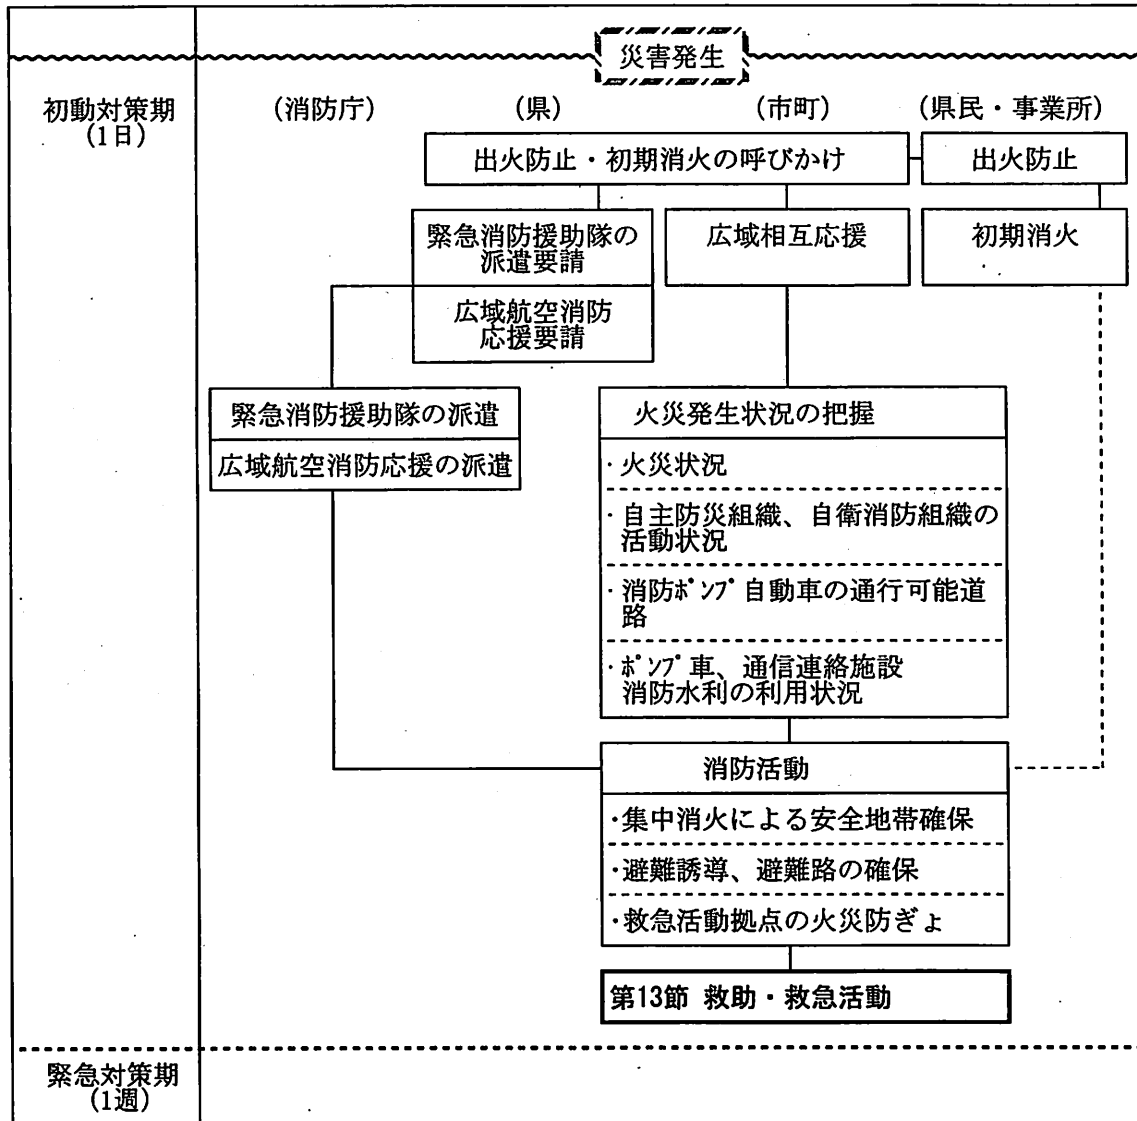 災害発生
初動対策期
(1日)
(消防庁)
(県)
(市町)
(県民・事業所)
出火防止・初期消火の呼びかけ
出火防止
緊急消防援助隊の
派遣要請
広域相互応援
初期消火
広域航空消防
応援要請
緊急消防援助隊の派遣
広域航空消防応援の派遣
火災発生状況の把握
・火災状況
・自主防災組織、自衛消防組織の
活動状況
・消防ﾎﾟﾝﾌﾟ自動車の通行可能道
路
・ﾎﾟﾝﾌﾟ車、通信連絡施設
消防水利の利用状況
消防活動
・集中消火による安全地帯確保
・避難誘導、避難路の確保
・救急活動拠点の火災防ぎょ
第13節 救助・救急活動
緊急対策期
(1週)